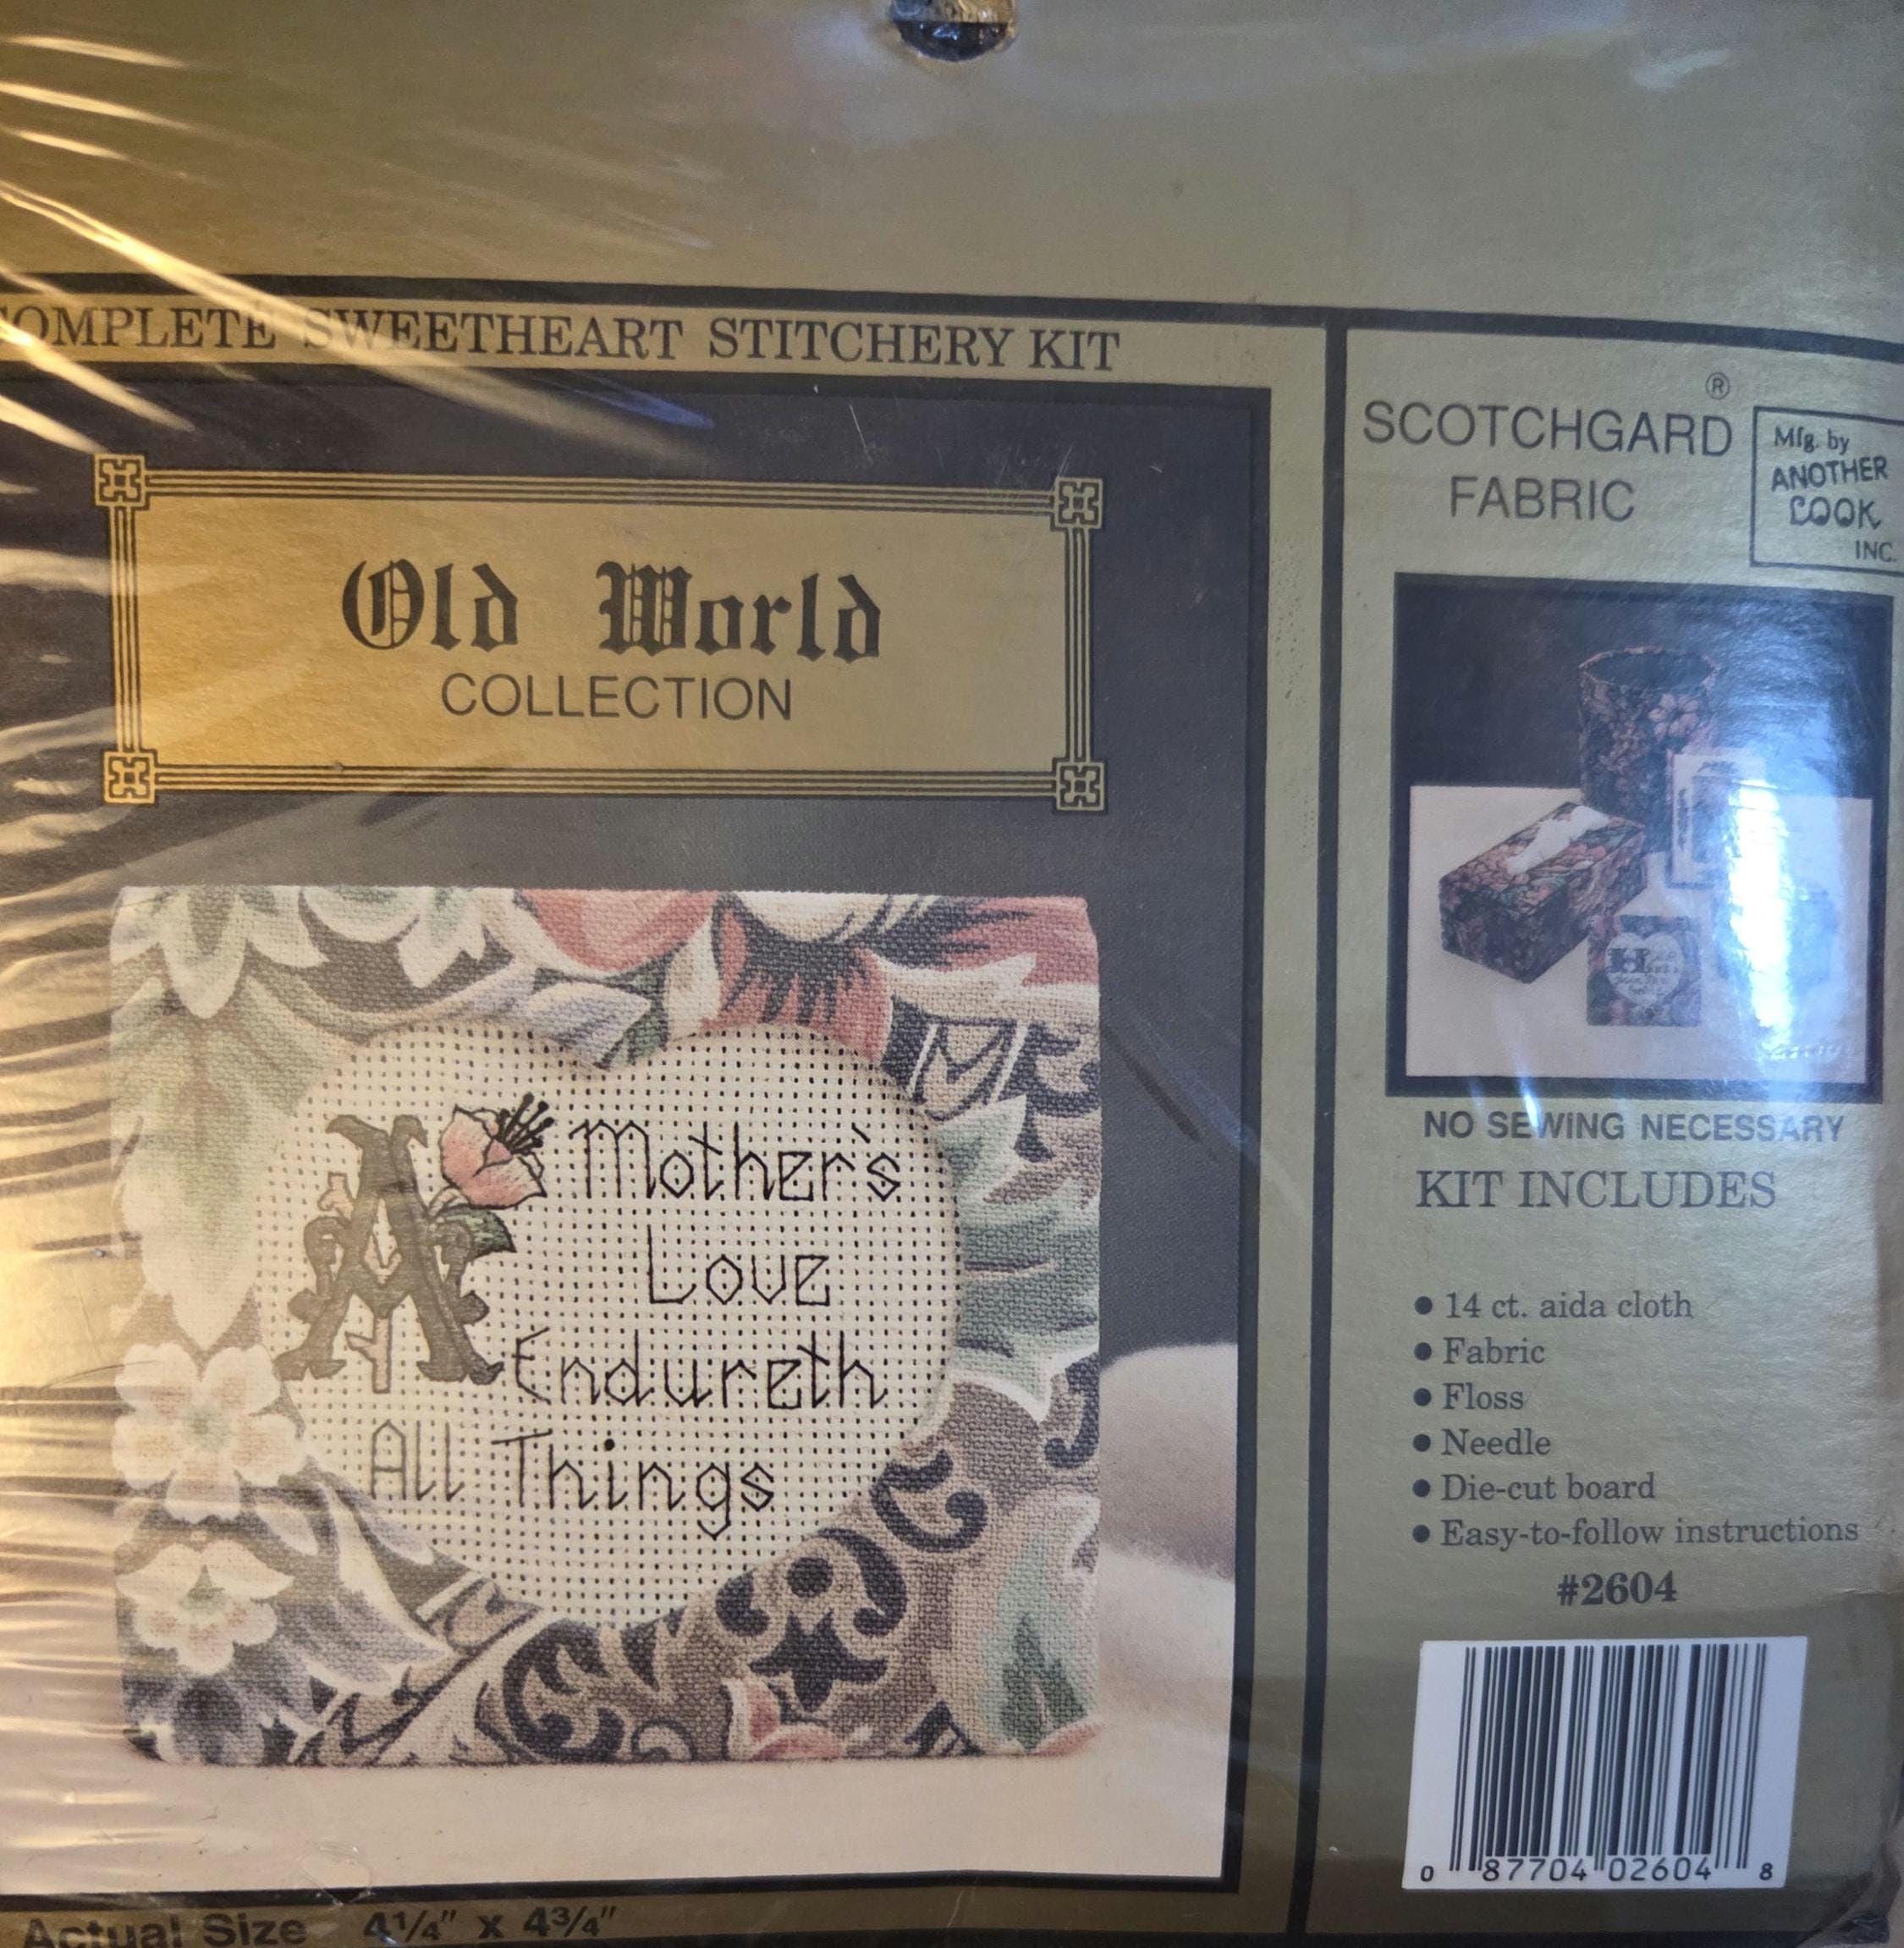 COMPLETE SWEETHEART STITCHERY KIT
Old World
COLLECTION
A Mother's
Love
Endureth
All Things
Actual Size 4¼" x 4¾"
SCOTCHGARD®
FABRIC
Mfg. by
ANOTHER
LOOK
INC.
NO SEWING NECESSARY
KIT INCLUDES
• 14 ct. aida cloth
• Fabric
• Floss
• Needle
• Die-cut board
• Easy-to-follow instructions
#2604
0 87704 02604 8